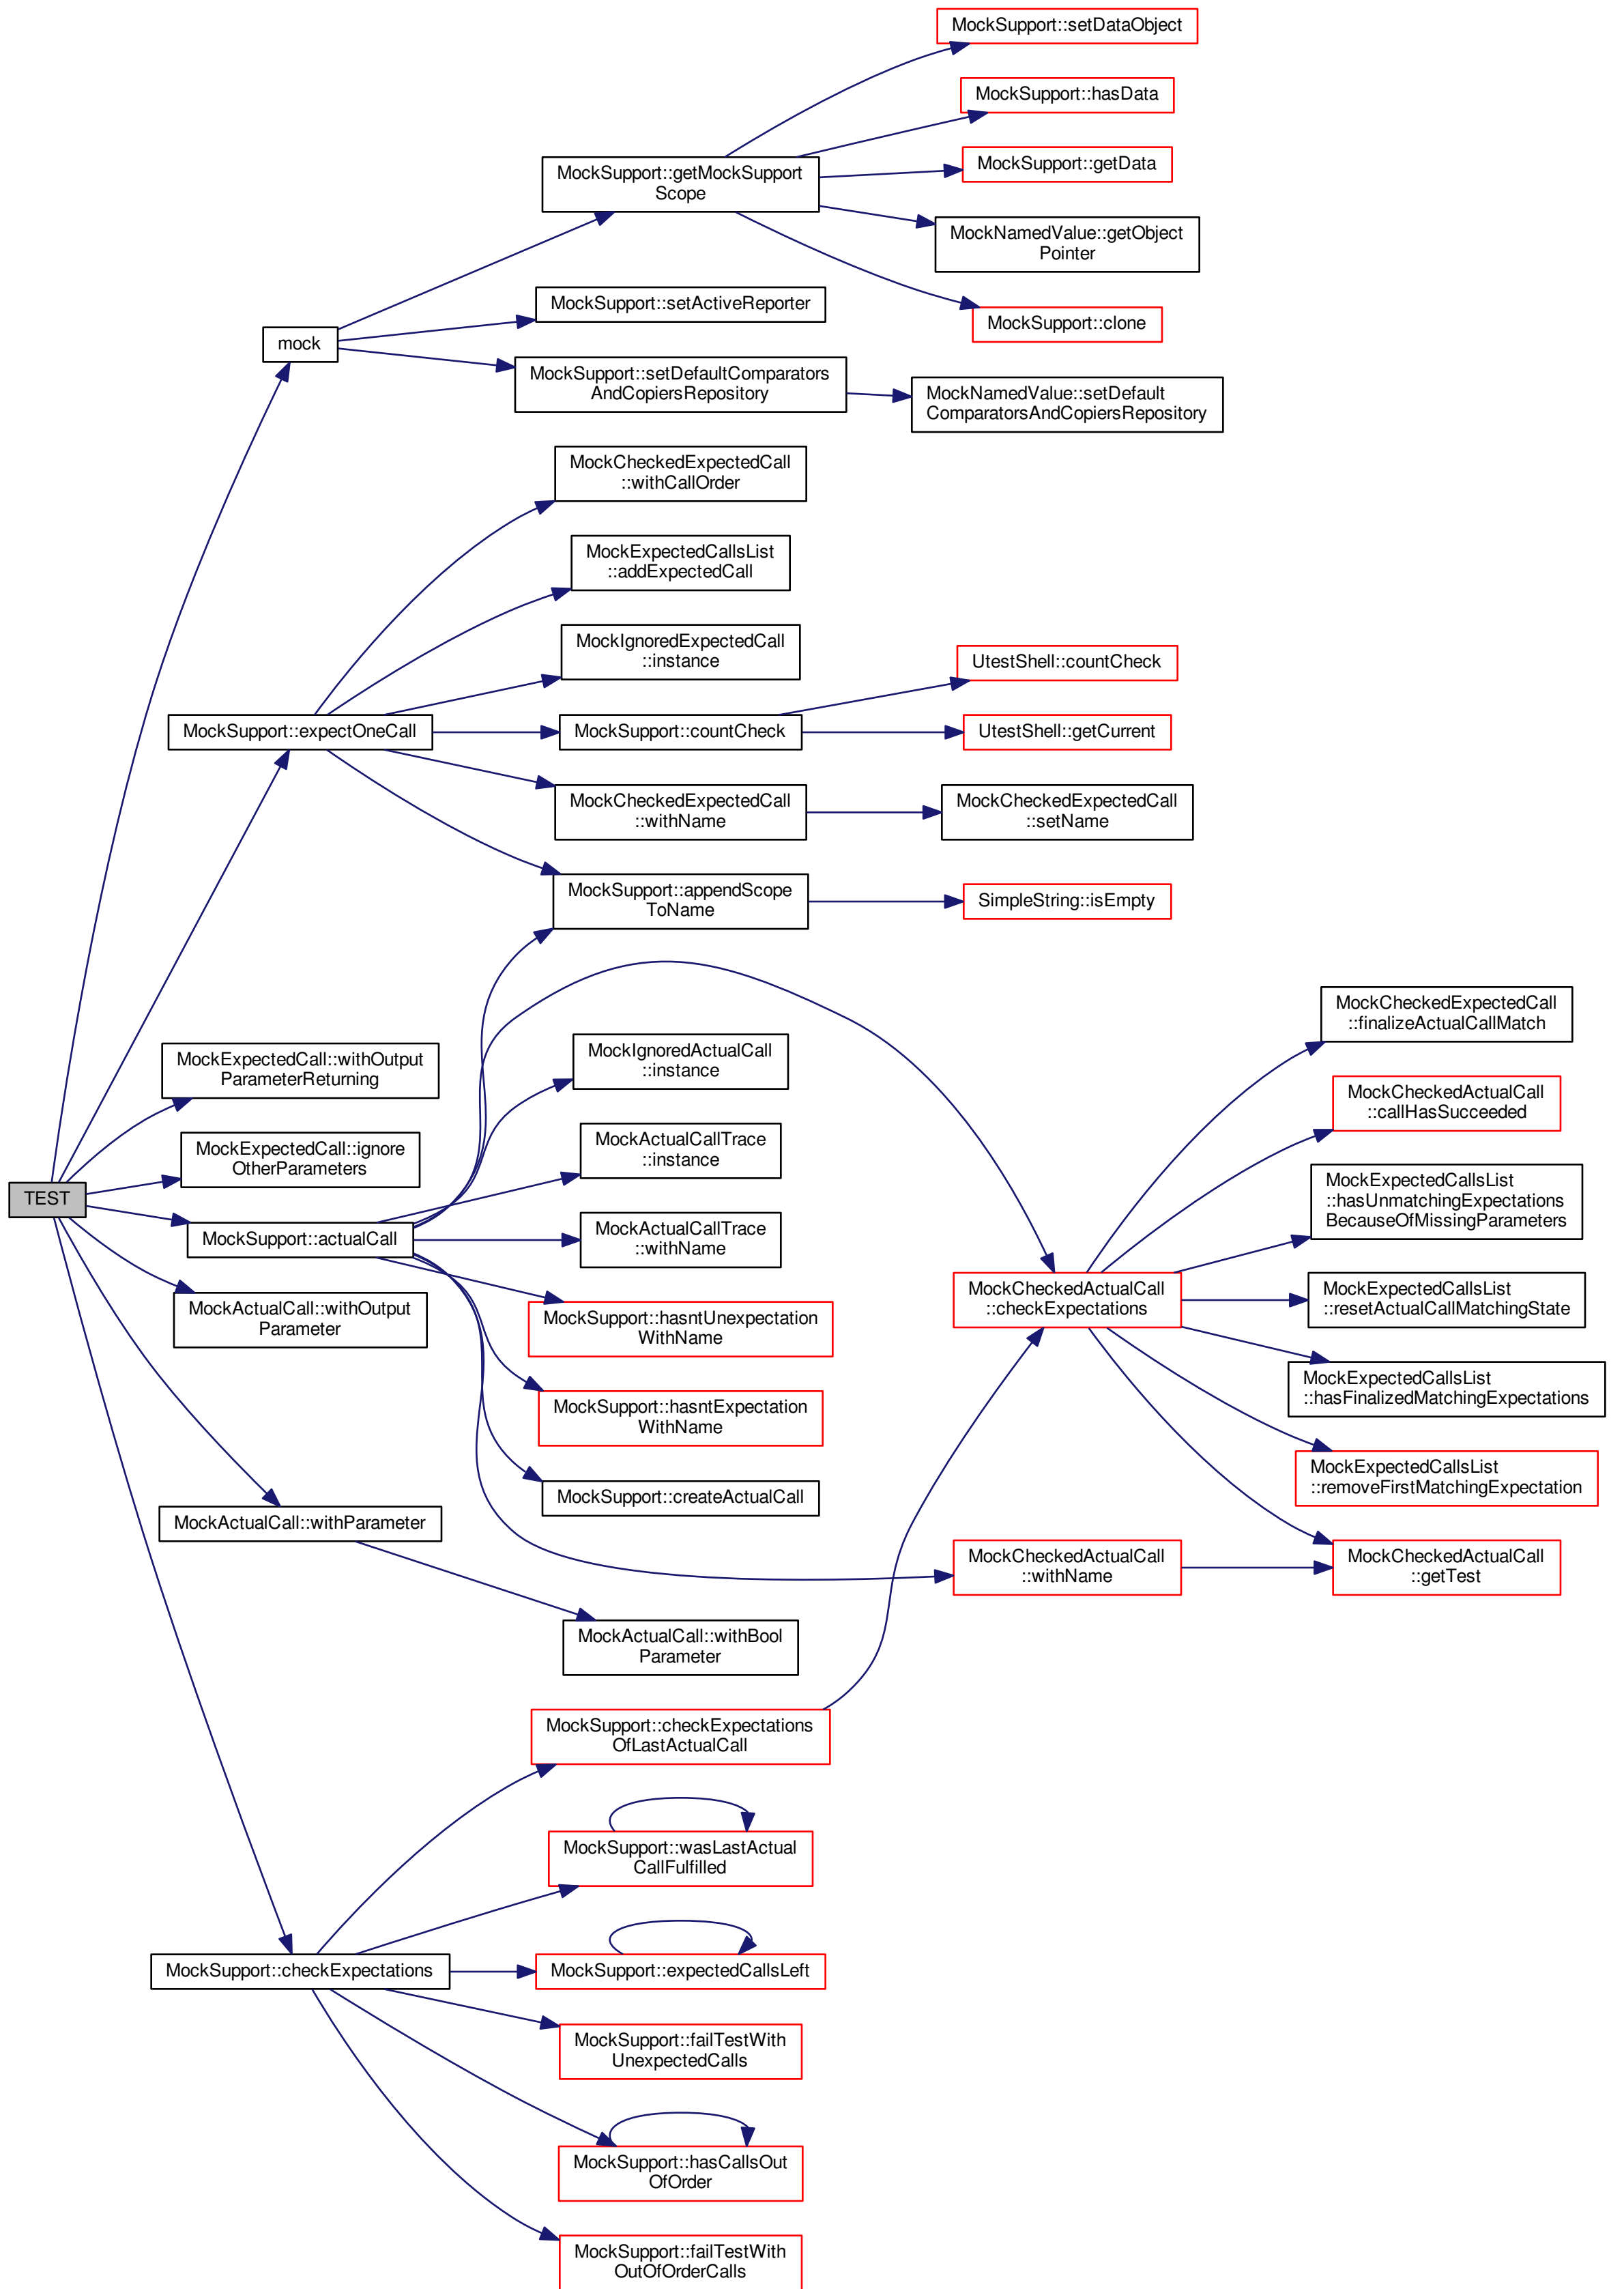 MockSupport::setDataObject
MockSupport::hasData
MockSupport::getMockSupport
Scope
MockSupport::getData
MockNamedValue::getObject
Pointer
MockSupport::setActiveReporter
MockSupport::clone
mock
MockSupport::setDefaultComparators
AndCopiersRepository
MockNamedValue::setDefault
ComparatorsAndCopiersRepository
MockCheckedExpectedCall
::withCallOrder
MockExpectedCallsList
::addExpectedCall
MockIgnoredExpectedCall
::instance
UtestShell::countCheck
MockSupport::expectOneCall
MockSupport::countCheck
UtestShell::getCurrent
MockCheckedExpectedCall
::withName
MockCheckedExpectedCall
::setName
MockSupport::appendScope
ToName
SimpleString::isEmpty
MockCheckedExpectedCall
::finalizeActualCallMatch
MockExpectedCall::withOutput
ParameterReturning
MockIgnoredActualCall
::instance
MockCheckedActualCall
::callHasSucceeded
MockExpectedCall::ignore
OtherParameters
MockActualCallTrace
::instance
MockExpectedCallsList
::hasUnmatchingExpectations
BecauseOfMissingParameters
TEST
MockSupport::actualCall
MockActualCallTrace
::withName
MockCheckedActualCall
::checkExpectations
MockExpectedCallsList
::resetActualCallMatchingState
MockActualCall::withOutput
Parameter
MockSupport::hasntUnexpectation
WithName
MockExpectedCallsList
::hasFinalizedMatchingExpectations
MockSupport::hasntExpectation
WithName
MockExpectedCallsList
::removeFirstMatchingExpectation
MockSupport::createActualCall
MockActualCall::withParameter
MockCheckedActualCall
::withName
MockCheckedActualCall
::getTest
MockActualCall::withBool
Parameter
MockSupport::checkExpectations
OfLastActualCall
MockSupport::wasLastActual
CallFulfilled
MockSupport::checkExpectations
MockSupport::expectedCallsLeft
MockSupport::failTestWith
UnexpectedCalls
MockSupport::hasCallsOut
OfOrder
MockSupport::failTestWith
OutOfOrderCalls